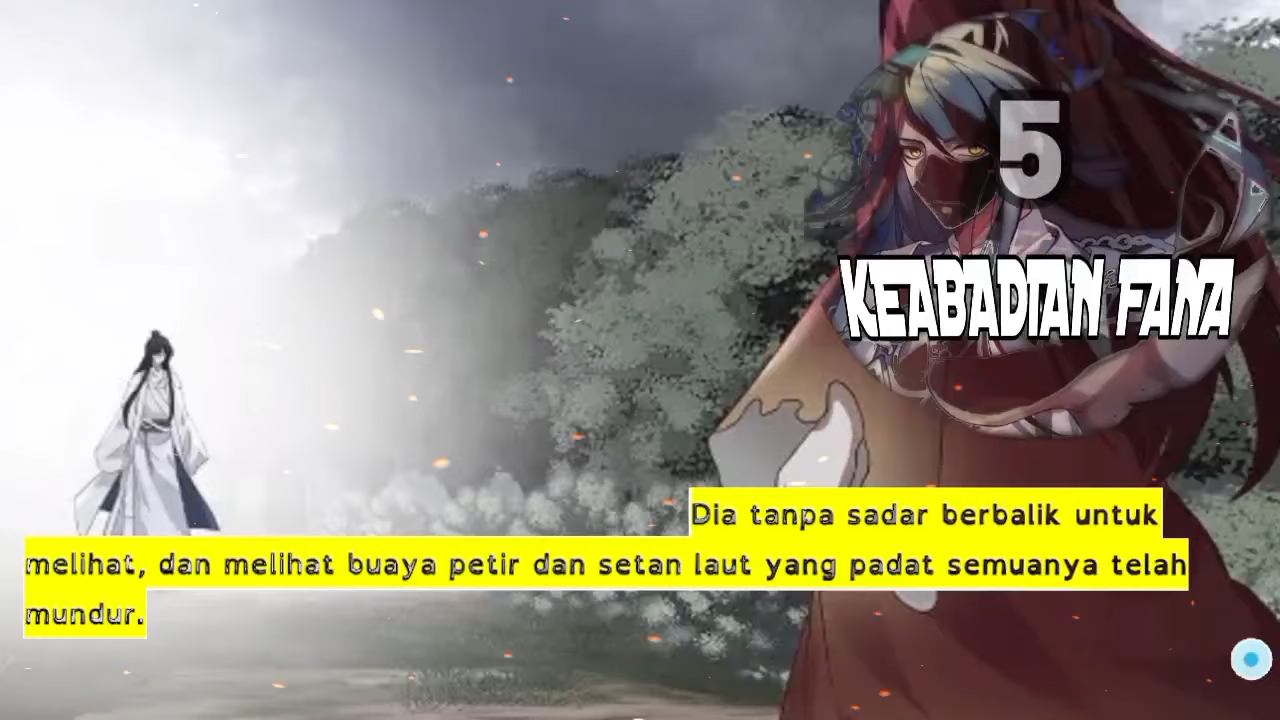 5
KEABADIAN FANA
Dia tanpa sadar berbalik untuk
melihat, dan melihat buaya petir dan setan laut yang padat semuanya telah
mundur.